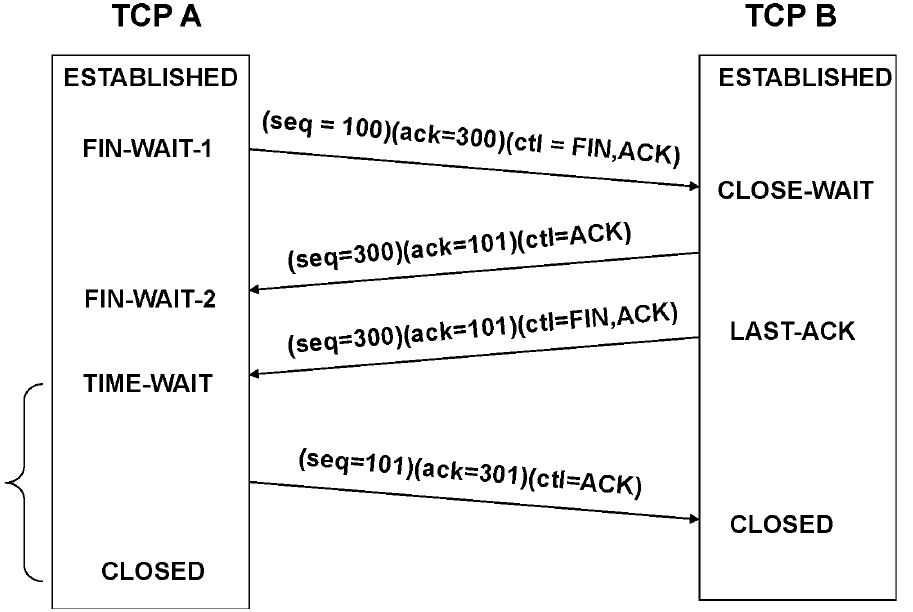 TCP A
TCP B
ESTABLISHED
ESTABLISHED
(seq = 100)(ack=300)(ctl = FIN,ACK)
FIN-WAIT-1
CLOSE-WAIT
(seq=300)(ack=101)(ctl=ACK)
FIN-WAIT-2
(seq=300)(ack=101)(ctl=FIN,ACK)
LAST-ACK
TIME-WAIT
(seq=101)(ack=301)(ctl=ACK)
CLOSED
CLOSED